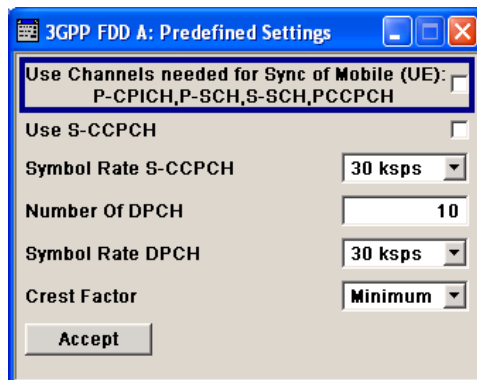 3GPP FDD A: Predefined Settings
Use Channels needed for Sync of Mobile (UE):
P-CPICH,P-SCH,S-SCH,PCCPCH
Use S-CCPCH
Symbol Rate S-CCPCH 30 ksps
Number Of DPCH 10
Symbol Rate DPCH 30 ksps
Crest Factor Minimum
Accept